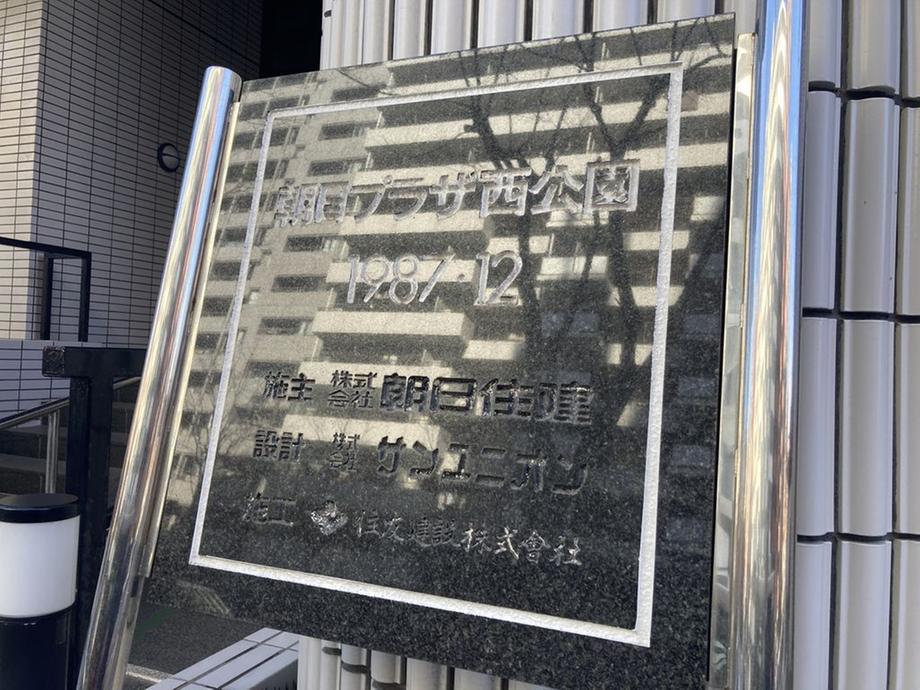 朝日プラザ西公園
1987・12
施主 株式会社 朝日住建
設計 株式会社 サンユニオン
施工 住友建設株式會社